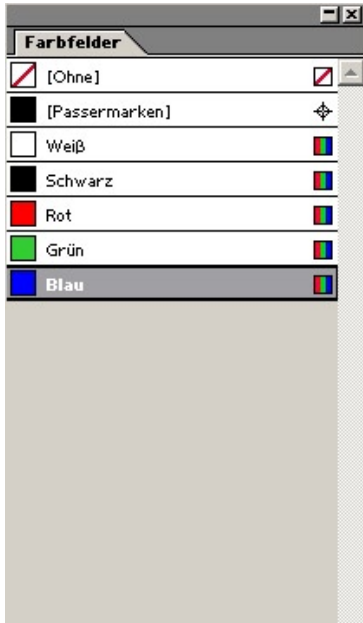 Farbfelder
[Ohne]
[Passermarken]
Weiß
Schwarz
Rot
Grün
Blau